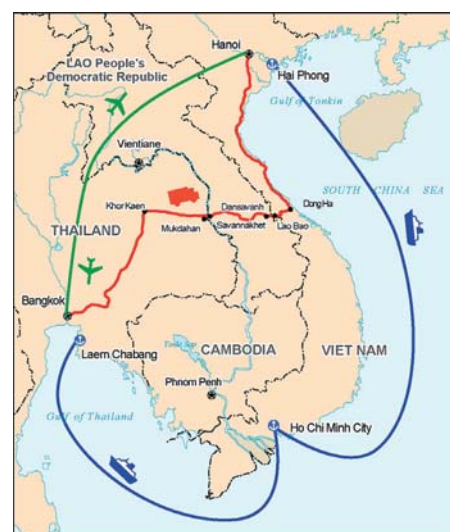 Hanoi
LAO People's
Democratic Republic
Hai Phong
Gulf of Tonkin
Vientiane
SOUTH CHINA SEA
Khor Kaen
Dansavanh
Dong Ha
THAILAND
Mukdahan
Savannakhet
Lao Bao
Bangkok
Laem Chabang
CAMBODIA
VIET NAM
Phnom Penh
Gulf of Thailand
Ho Chi Minh City